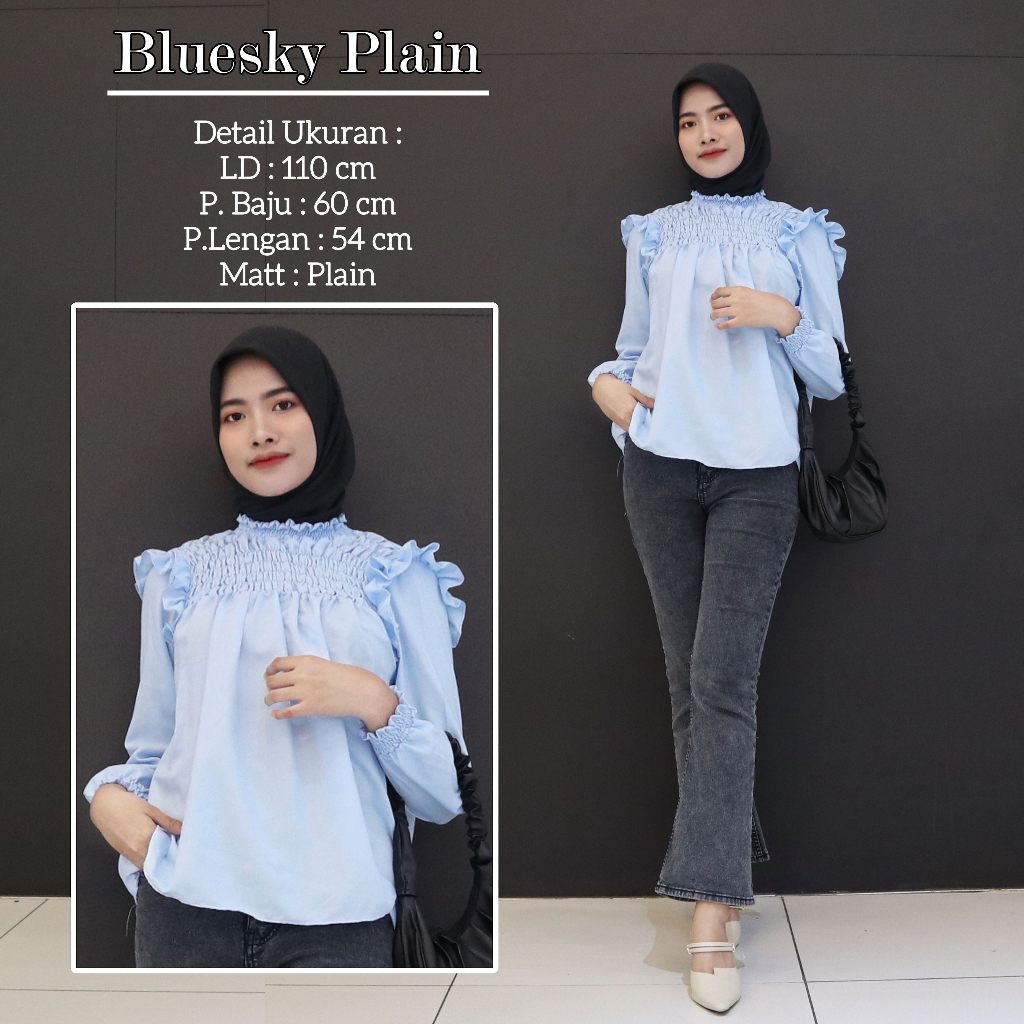 Bluesky Plain
Detail Ukuran :
LD : 110 cm
P. Baju : 60 cm
P.Lengan : 54 cm
Matt : Plain